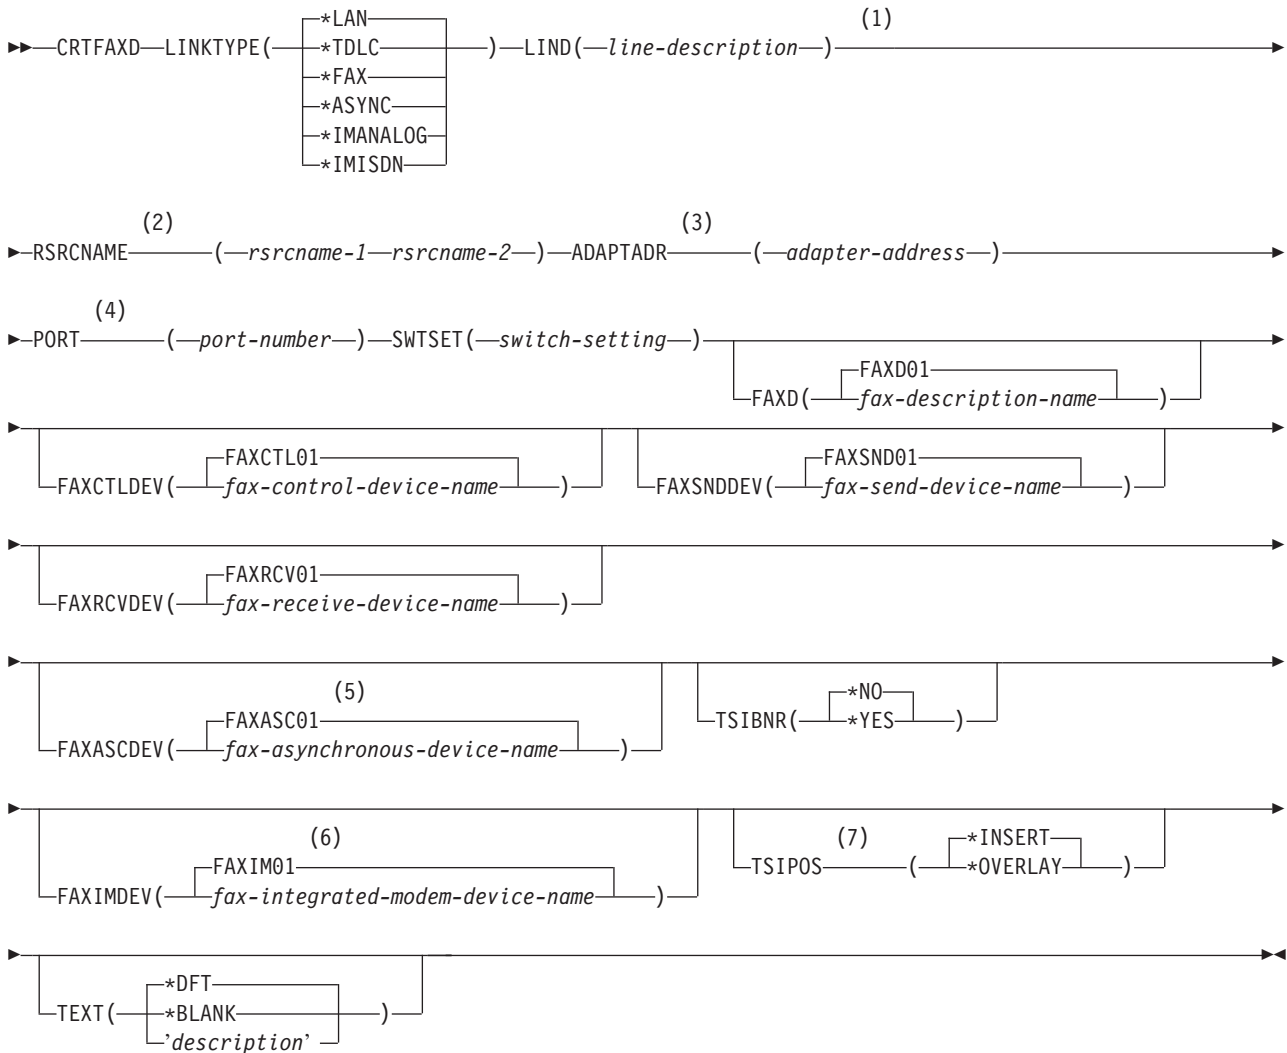 *LAN (1)
CRTFAXD LINKTYPE( *TDLC ) LIND( line-description )
*FAX
*ASYNC
*IMANALOG
*IMISDN
(2) (3)
RSRCNAME ( rsrcname-1 rsrcname-2 ) ADAPTADR ( adapter-address )
(4)
PORT ( port-number ) SWTSET( switch-setting )
FAXD01
FAXD( fax-description-name )
FAXCTL01 FAXSND01
FAXCTLDEV( fax-control-device-name ) FAXSNDDEV( fax-send-device-name )
FAXRCV01
FAXRCVDEV( fax-receive-device-name )
(5) *NO
FAXASC01 TSIBNR( *YES )
FAXASCDEV( fax-asynchronous-device-name )
(6) (7) *INSERT
FAXIM01 TSIPOS ( *OVERLAY )
FAXIMDEV( fax-integrated-modem-device-name )
*DFT
TEXT( *BLANK )
'description'